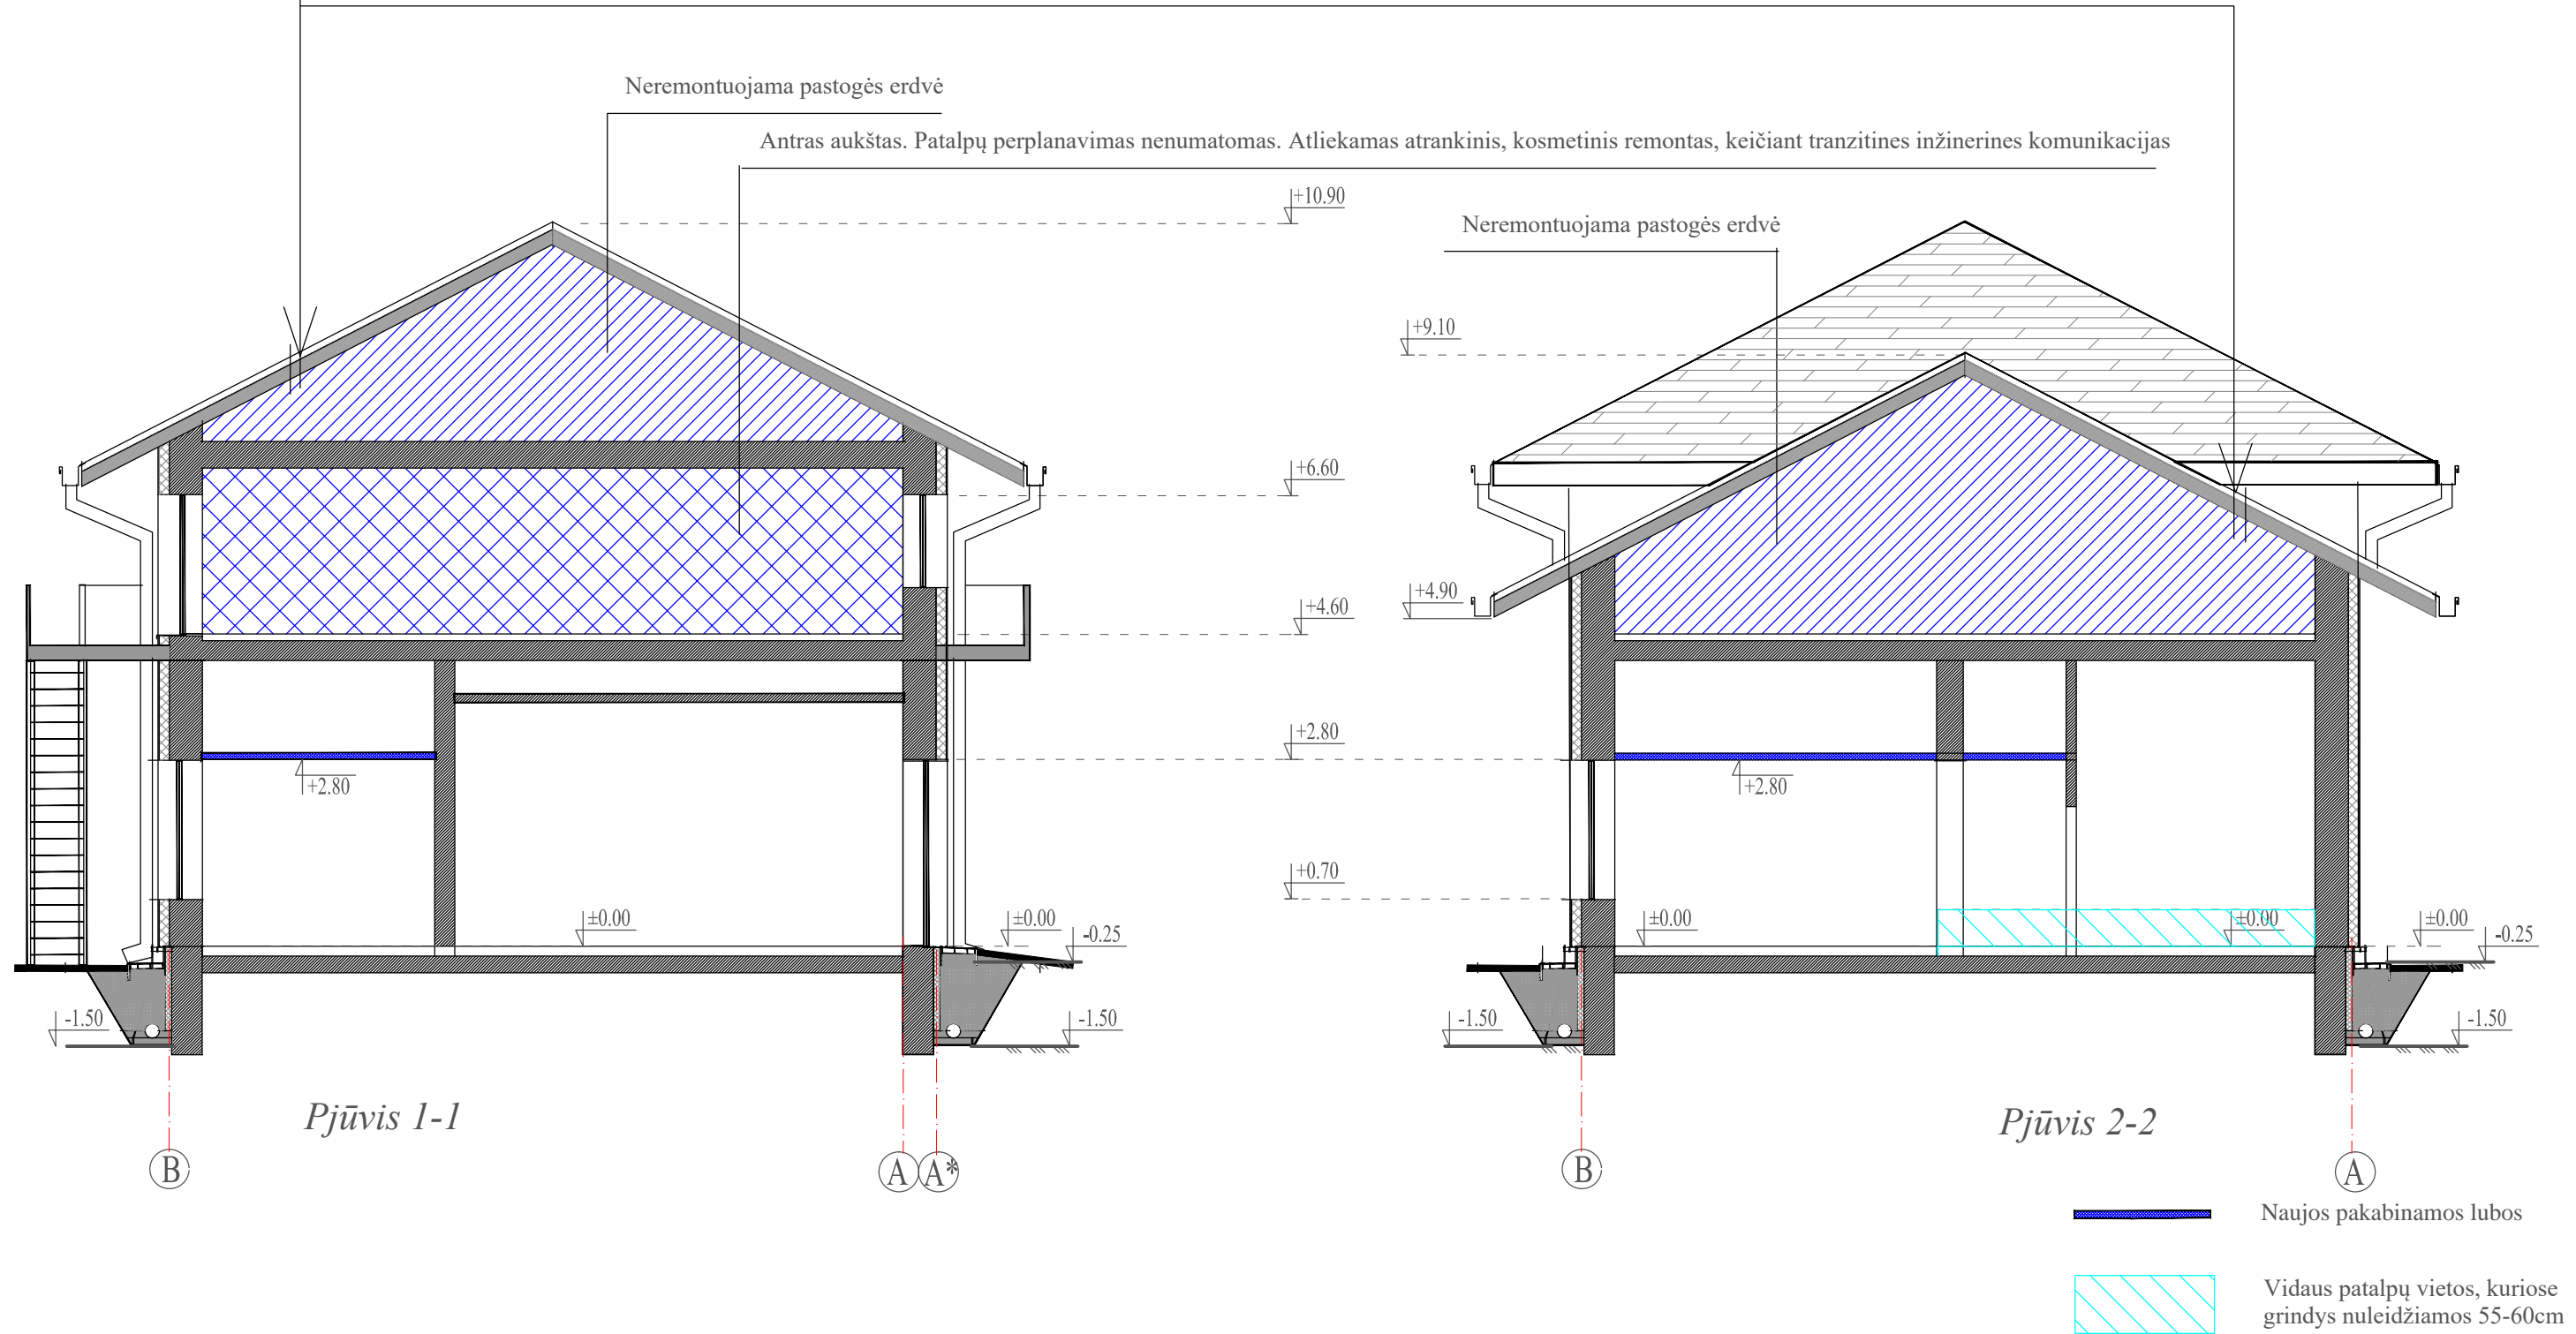 Neremontuojama pastogės erdvė
Antras aukštas. Patalpų perplanavimas nenumatomas. Atliekamas atrankinis, kosmetinis remontas, keičiant tranzitines inžinerines komunikacijas
+10.90
Neremontuojama pastogės erdvė
+9.10
+6.60
+4.90
+4.60
+2.80
+2.80
+2.80
+0.70
±0.00
±0.00
-0.25
±0.00
±0.00
±0.00
-0.25
-1.50
-1.50
-1.50
-1.50
Pjūvis 1-1
Pjūvis 2-2
B
A
A*
B
A
Naujos pakabinamos lubos
Vidaus patalpų vietos, kuriose
grindys nuleidžiamos 55-60cm